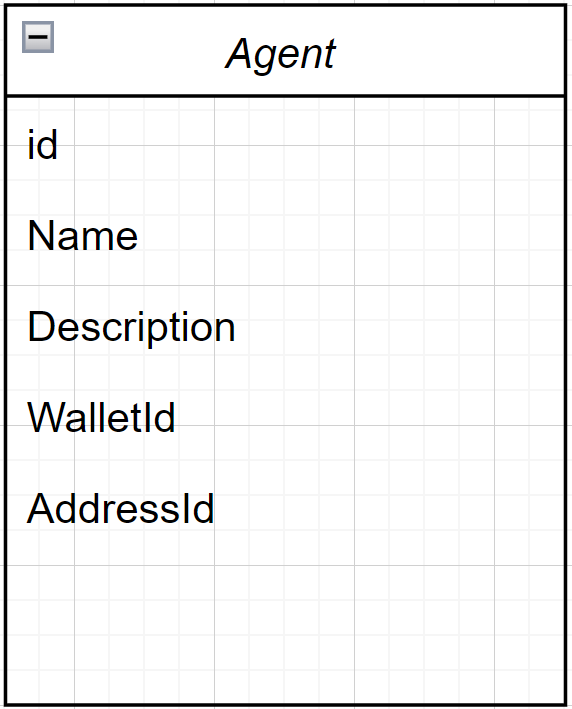 Agent
id
Name
Description
WalletId
AddressId